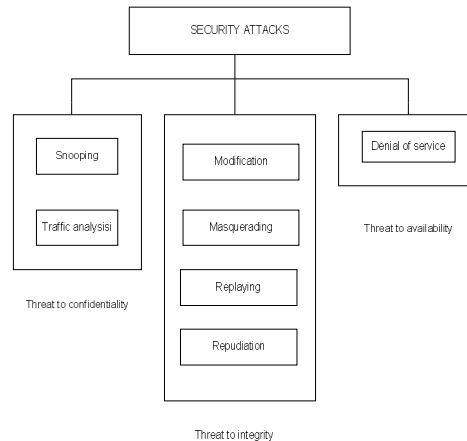 SECURITY ATTACKS
Snooping
Traffic analysisi
Threat to confidentiality
Modification
Masquerading
Replaying
Repudiation
Threat to integrity
Denial of service
Threat to availability